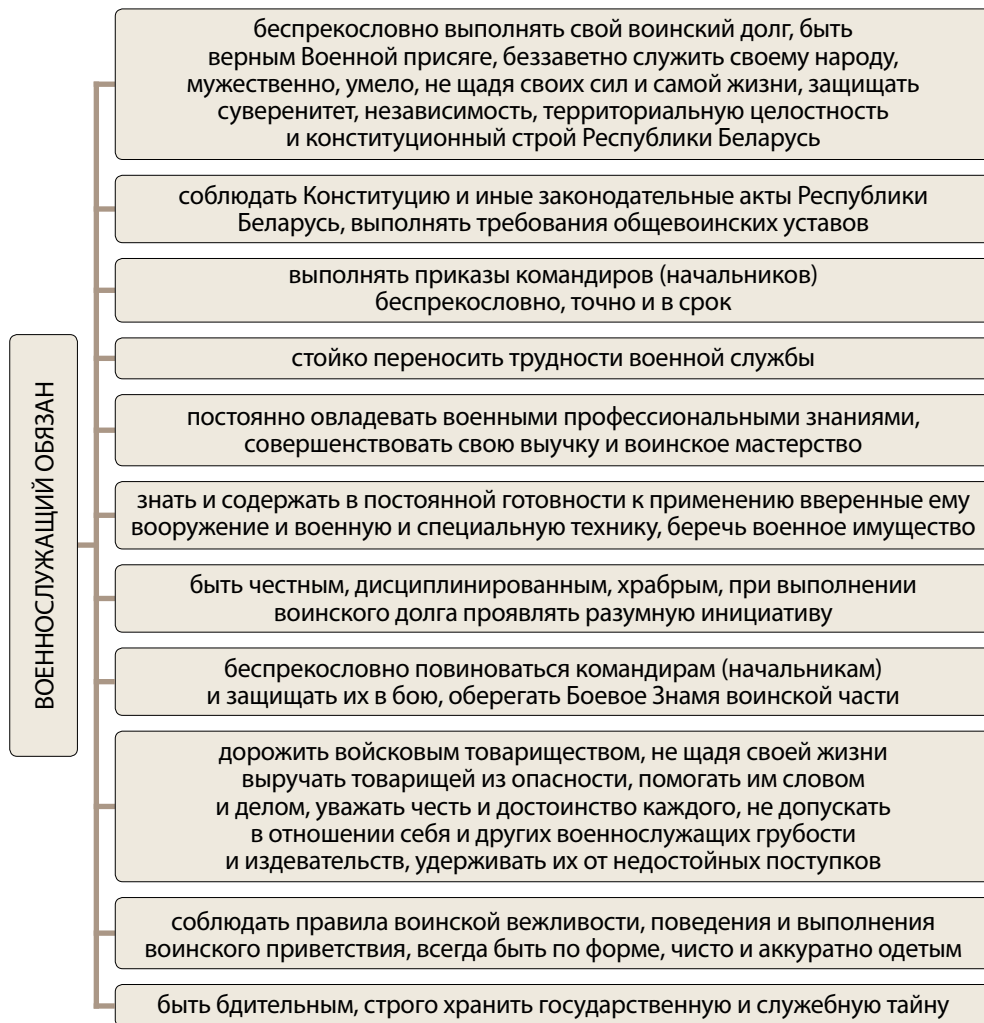 ВОЕННОСЛУЖАЩИЙ ОБЯЗАН
беспрекословно выполнять свой воинский долг, быть
верным Военной присяге, беззаветно служить своему народу,
мужественно, умело, не щадя своих сил и самой жизни, защищать
суверенитет, независимость, территориальную целостность
и конституционный строй Республики Беларусь
соблюдать Конституцию и иные законодательные акты Республики
Беларусь, выполнять требования общевоинских уставов
выполнять приказы командиров (начальников)
беспрекословно, точно и в срок
стойко переносить трудности военной службы
постоянно овладевать военными профессиональными знаниями,
совершенствовать свою выучку и воинское мастерство
знать и содержать в постоянной готовности к применению вверенные ему
вооружение и военную и специальную технику, беречь военное имущество
быть честным, дисциплинированным, храбрым, при выполнении
воинского долга проявлять разумную инициативу
беспрекословно повиноваться командирам (начальникам)
и защищать их в бою, оберегать Боевое Знамя воинской части
дорожить войсковым товариществом, не щадя своей жизни
выручать товарищей из опасности, помогать им словом
и делом, уважать честь и достоинство каждого, не допускать
в отношении себя и других военнослужащих грубости
и издевательств, удерживать их от недостойных поступков
соблюдать правила воинской вежливости, поведения и выполнения
воинского приветствия, всегда быть по форме, чисто и аккуратно одетым
быть бдительным, строго хранить государственную и служебную тайну